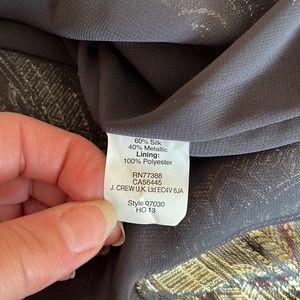 60% Silk
40% Metallic
Lining:
100% Polyester
RN77388
CA56445
J. CREW U.K. Ltd EC4V 6JA
Style 07030
HO 13